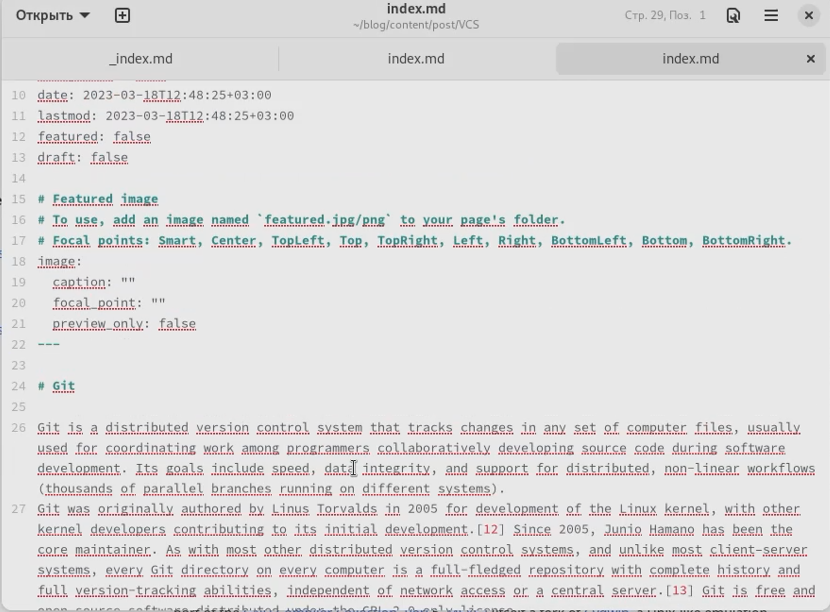 Открыть
index.md
~/blog/content/post/VCS
Стр. 29, Поз. 1
_index.md
index.md
index.md
10 date: 2023-03-18T12:48:25+03:00
11 lastmod: 2023-03-18T12:48:25+03:00
12 featured: false
13 draft: false
14
15 # Featured image
16 # To use, add an image named `featured.jpg/png` to your page's folder.
17 # Focal points: Smart, Center, TopLeft, Top, TopRight, Left, Right, BottomLeft, Bottom, BottomRight.
18 image:
19   caption: ""
20   focal_point: ""
21   preview_only: false
22 ---
23
24 # Git
25
26 Git is a distributed version control system that tracks changes in any set of computer files, usually
used for coordinating work among programmers collaboratively developing source code during software
development. Its goals include speed, data integrity, and support for distributed, non-linear workflows
(thousands of parallel branches running on different systems).
27 Git was originally authored by Linus Torvalds in 2005 for development of the Linux kernel, with other
kernel developers contributing to its initial development.[12] Since 2005, Junio Hamano has been the
core maintainer. As with most other distributed version control systems, and unlike most client–server
systems, every Git directory on every computer is a full-fledged repository with complete history and
full version-tracking abilities, independent of network access or a central server.[13] Git is free and
open-source software distributed under the GPL-2.0-only license.